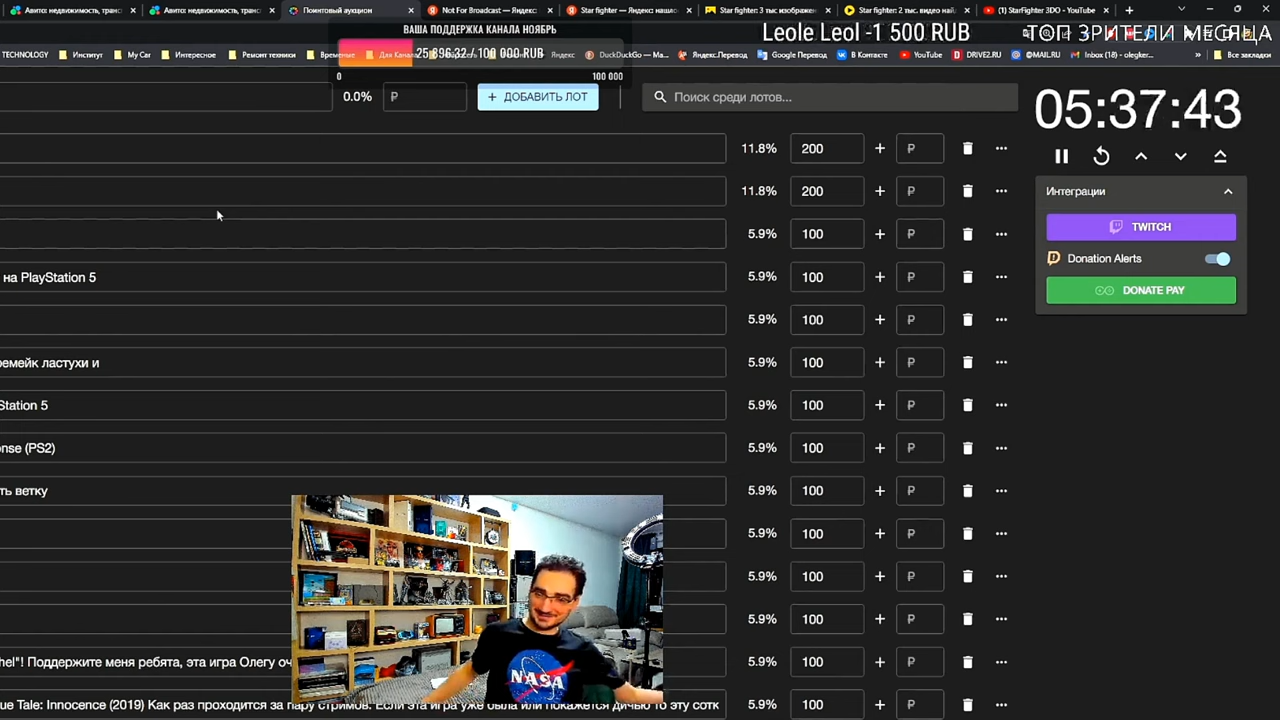 Авито: недвижимость, транс
Авито: недвижимость, транс
Поинтовый аукцион
Not For Broadcast — Яндекс:
Star fighter — Яндекс: нашлос
Star fighter: 3 тыс изображен
Star fighter: 2 тыс. видео най
(1) StarFighter 3DO - YouTube
ВАША ПОДДЕРЖКА КАНАЛА НОЯБРЬ
Leole Leol -1 500 RUB
ТОП ЗРИТЕЛИ МЕСЯЦА
TECHNOLOGY
Институт
My Car
Интересное
Ремонт техники
Временные
Для Канала
25 896.32 / 100 000 RUB
Яндекс
DuckDuckGo — Ма...
Яндекс.Перевод
Google Переводч
В Контакте
YouTube
DRIVE2.RU
@MAIL.RU
Inbox (18) - olegker...
Все закладки
0
100 000
0.0% ₽ + ДОБАВИТЬ ЛОТ
Поиск среди лотов...
05:37:43
11.8% 200 + ₽
Интеграции
11.8% 200 + ₽
TWITCH
5.9% 100 + ₽
Donation Alerts
на PlayStation 5 5.9% 100 + ₽
DONATE PAY
5.9% 100 + ₽
ремейк ластухи и 5.9% 100 + ₽
Station 5 5.9% 100 + ₽
onse (PS2) 5.9% 100 + ₽
ть ветку 5.9% 100 + ₽
5.9% 100 + ₽
5.9% 100 + ₽
5.9% 100 + ₽
hel"! Поддержите меня ребята, эта игра Олегу оч 5.9% 100 + ₽
ue Tale: Innocence (2019) Как раз проходится за пару стримов. Если эта игра уже была или покажется дичью то эту сотк 5.9% 100 + ₽
NASA